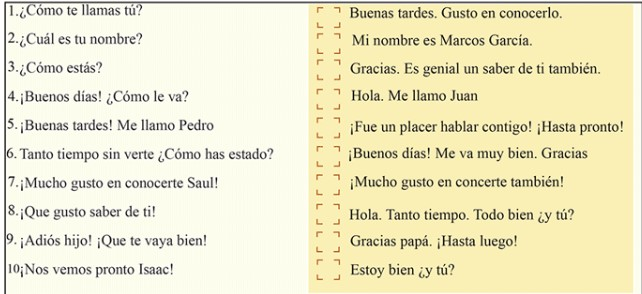 1.¿Cómo te llamas tú?
Buenas tardes. Gusto en conocerlo.
2.¿Cuál es tu nombre?
Mi nombre es Marcos García.
3.¿Cómo estás?
Gracias. Es genial un saber de ti también.
4.¡Buenos días! ¿Cómo le va?
Hola. Me llamo Juan
5.¡Buenas tardes! Me llamo Pedro
¡Fue un placer hablar contigo! ¡Hasta pronto!
6. Tanto tiempo sin verte ¿Cómo has estado?
¡Buenos días! Me va muy bien. Gracias
7.¡Mucho gusto en conocerte Saul!
¡Mucho gusto en concerte también!
8.¡Que gusto saber de ti!
Hola. Tanto tiempo. Todo bien ¿y tú?
9. ¡Adiós hijo! ¡Que te vaya bien!
Gracias papá. ¡Hasta luego!
10¡Nos vemos pronto Isaac!
Estoy bien ¿y tú?